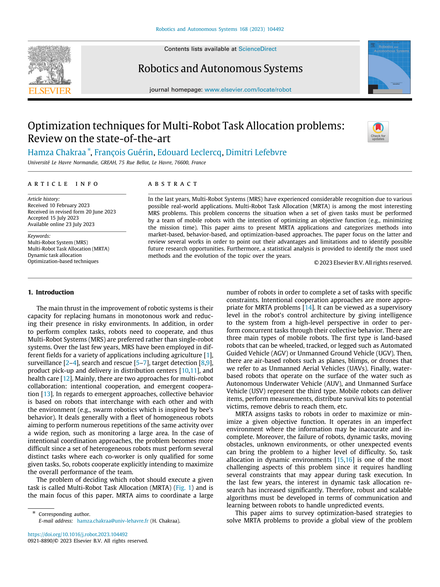 Robotics and Autonomous Systems 168 (2023) 104492
Contents lists available at ScienceDirect
Robotics and Autonomous Systems
journal homepage: www.elsevier.com/locate/robot
ELSEVIER
Optimization techniques for Multi-Robot Task Allocation problems:
Review on the state-of-the-art
Hamza Chakraa *, François Guérin, Edouard Leclercq, Dimitri Lefebvre
Université Le Havre Normandie, GREAH, 75 Rue Bellot, Le Havre, 76600, France
ARTICLE INFO
Article history:
Received 10 February 2023
Received in revised form 20 June 2023
Accepted 15 July 2023
Available online 23 July 2023
Keywords:
Multi-Robot System (MRS)
Multi-Robot Task Allocation (MRTA)
Dynamic task allocation
Optimization-based techniques
ABSTRACT
In the last years, Multi-Robot Systems (MRS) have experienced considerable recognition due to various
possible real-world applications. Multi-Robot Task Allocation (MRTA) is among the most interesting
MRS problems. This problem concerns the situation when a set of given tasks must be performed
by a team of mobile robots with the intention of optimizing an objective function (e.g., minimizing
the mission time). This paper aims to present MRTA applications and categorizes methods into
market-based, behavior-based, and optimization-based approaches. The paper focus on the latter and
review several works in order to point out their advantages and limitations and to identify possible
future research opportunities. Furthermore, a statistical analysis is provided to identify the most used
methods and the evolution of the topic over the years.
© 2023 Elsevier B.V. All rights reserved.
1. Introduction
The main thrust in the improvement of robotic systems is their
capacity for replacing humans in monotonous work and reduc-
ing their presence in risky environments. In addition, in order
to perform complex tasks, robots need to cooperate, and thus
Multi-Robot Systems (MRS) are preferred rather than single-robot
systems. Over the last few years, MRS have been employed in dif-
ferent fields for a variety of applications including agriculture [1],
surveillance [2–4], search and rescue [5–7], target detection [8,9],
product pick-up and delivery in distribution centers [10,11], and
health care [12]. Mainly, there are two approaches for multi-robot
collaboration: intentional cooperation, and emergent coopera-
tion [13]. In regards to emergent approaches, collective behavior
is based on robots that interchange with each other and with
the environment (e.g., swarm robotics which is inspired by bee's
behavior). It deals generally with a fleet of homogeneous robots
aiming to perform numerous repetitions of the same activity over
a wide region, such as monitoring a large area. In the case of
intentional coordination approaches, the problem becomes more
difficult since a set of heterogeneous robots must perform several
distinct tasks where each co-worker is only qualified for some
given tasks. So, robots cooperate explicitly intending to maximize
the overall performance of the team.
The problem of deciding which robot should execute a given
task is called Multi-Robot Task Allocation (MRTA) (Fig. 1) and is
the main focus of this paper. MRTA aims to coordinate a large
* Corresponding author.
E-mail address: hamza.chakraa@univ-lehavre.fr (H. Chakraa).
number of robots in order to complete a set of tasks with specific
constraints. Intentional cooperation approaches are more appro-
priate for MRTA problems [14]. It can be viewed as a supervisory
level in the robot's control architecture by giving intelligence
to the system from a high-level perspective in order to per-
form concurrent tasks through their collective behavior. There are
three main types of mobile robots. The first type is land-based
robots that can be wheeled, tracked, or legged such as Automated
Guided Vehicle (AGV) or Unmanned Ground Vehicle (UGV). Then,
there are air-based robots such as planes, blimps, or drones that
we refer to as Unmanned Aerial Vehicles (UAVs). Finally, water-
based robots that operate on the surface of the water such as
Autonomous Underwater Vehicle (AUV), and Unmanned Surface
Vehicle (USV) represent the third type. Mobile robots can deliver
items, perform measurements, distribute survival kits to potential
victims, remove debris to reach them, etc.
MRTA assigns tasks to robots in order to maximize or min-
imize a given objective function. It operates in an imperfect
environment where the information may be inaccurate and in-
complete. Moreover, the failure of robots, dynamic tasks, moving
obstacles, unknown environments, or other unexpected events
can bring the problem to a higher level of difficulty. So, task
allocation in dynamic environments [15,16] is one of the most
challenging aspects of this problem since it requires handling
several constraints that may appear during task execution. In
the last few years, the interest in dynamic task allocation re-
search has increased significantly. Therefore, robust and scalable
algorithms must be developed in terms of communication and
learning between robots to handle unpredicted events.
This paper aims to survey optimization-based strategies to
solve MRTA problems to provide a global view of the problem
https://doi.org/10.1016/j.robot.2023.104492
0921-8890/© 2023 Elsevier B.V. All rights reserved.